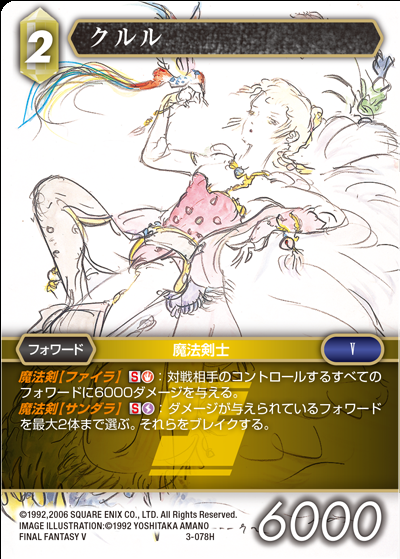 2
クルル
フォワード
魔法剣士
V
魔法剣[ファイラ] S：対戦相手のコントロールするすべての
フォワードに6000ダメージを与える。
魔法剣[サンダラ] S：ダメージが与えられているフォワード
を最大2体まで選ぶ。それらをブレイクする。
©1992,2006 SQUARE ENIX CO., LTD. All Rights Reserved.
IMAGE ILLUSTRATION:©1992 YOSHITAKA AMANO
FINAL FANTASY V 3-078H
6000